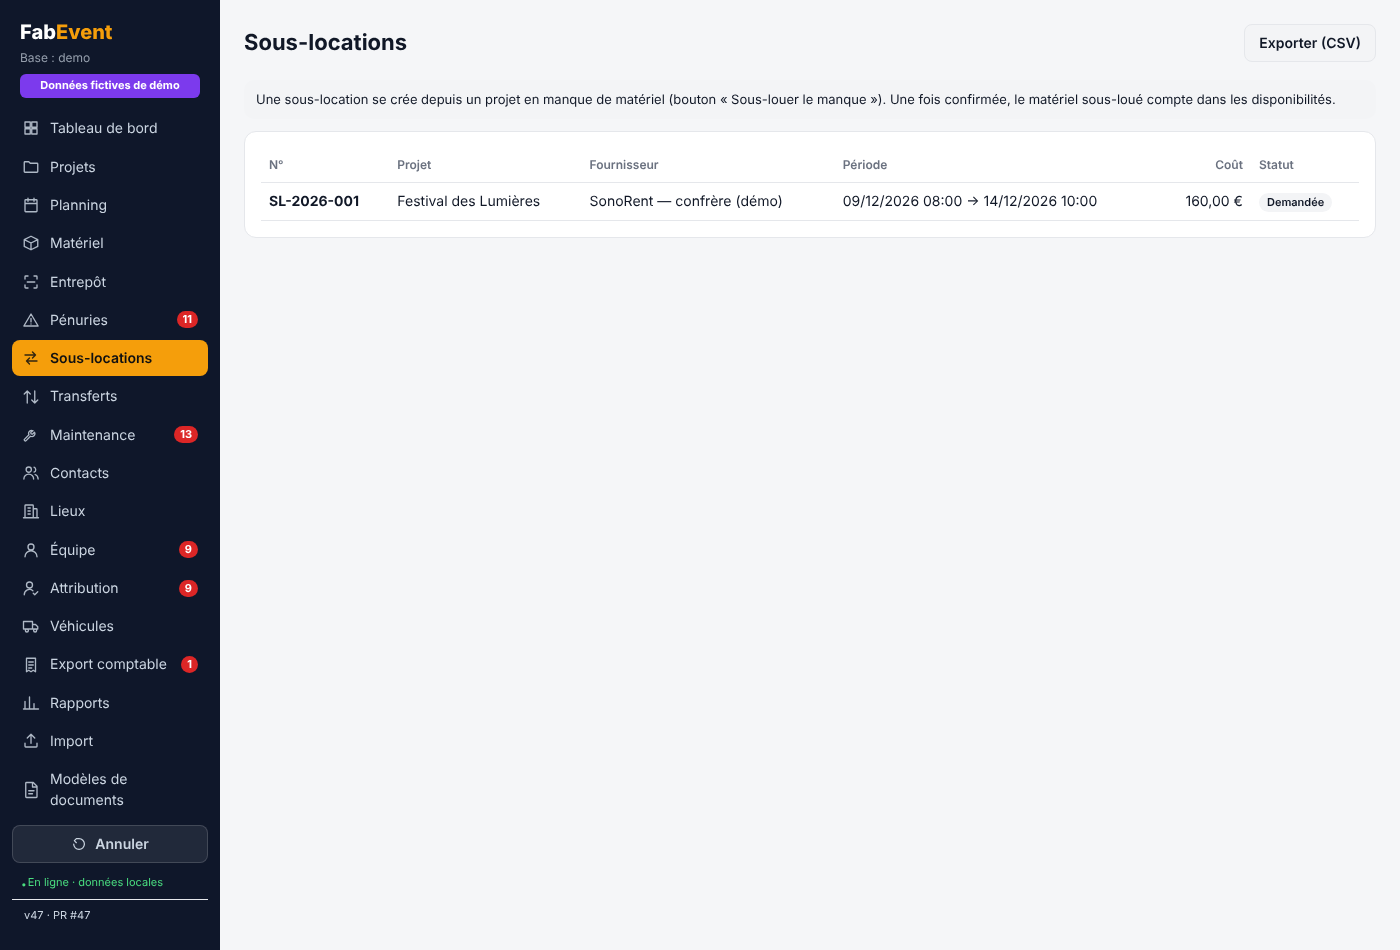 FabEvent
Base : demo
Données fictives de démo
Tableau de bord
Projets
Planning
Matériel
Entrepôt
Pénuries 11
Sous-locations
Transferts
Maintenance 13
Contacts
Lieux
Équipe 9
Attribution 9
Véhicules
Export comptable 1
Rapports
Import
Modèles de
documents
Annuler
En ligne · données locales
v47 · PR #47
Sous-locations
Exporter (CSV)
Une sous-location se crée depuis un projet en manque de matériel (bouton « Sous-louer le manque »). Une fois confirmée, le matériel sous-loué compte dans les disponibilités.
N° Projet Fournisseur Période Coût Statut
SL-2026-001 Festival des Lumières SonoRent — confrère (démo) 09/12/2026 08:00 → 14/12/2026 10:00 160,00 € Demandée